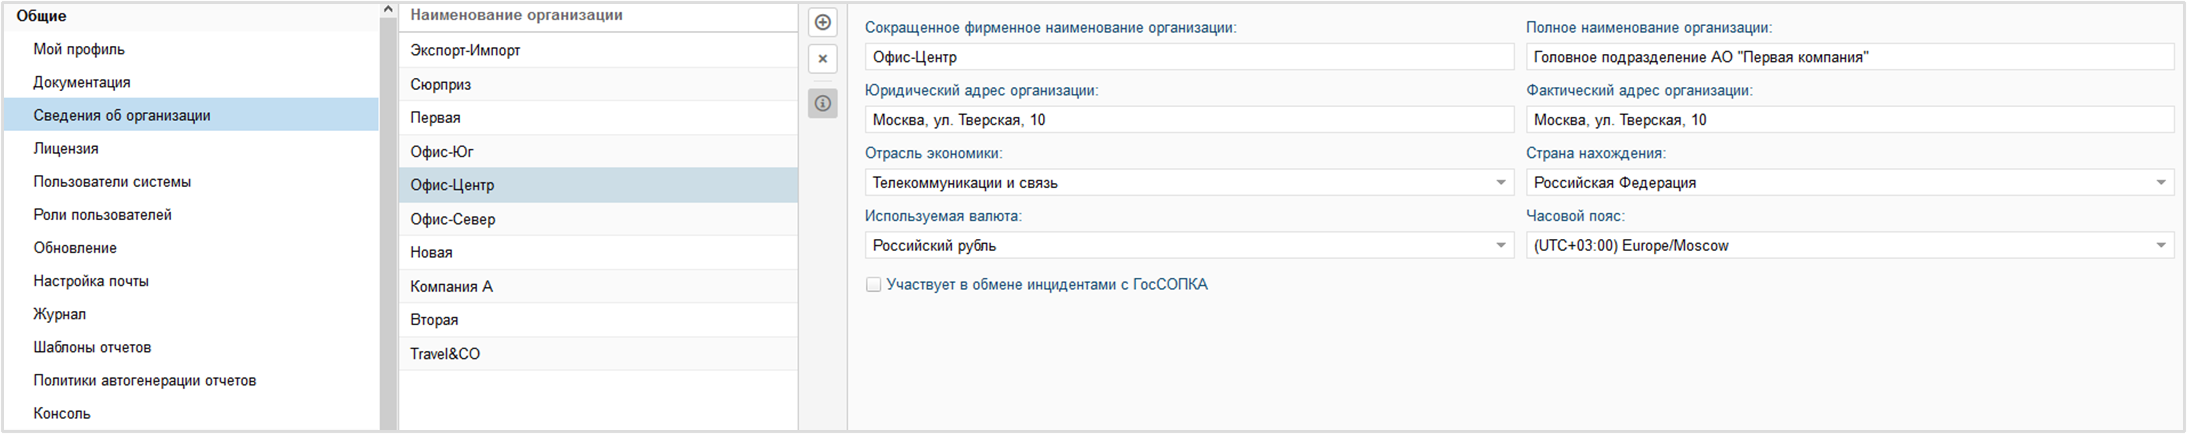 Общие
Мой профиль
Документация
Сведения об организации
Лицензия
Пользователи системы
Роли пользователей
Обновление
Настройка почты
Журнал
Шаблоны отчетов
Политики автогенерации отчетов
Консоль
Наименование организации
Экспорт-Импорт
Сюрприз
Первая
Офис-Юг
Офис-Центр
Офис-Север
Новая
Компания А
Вторая
Travel&CO
Сокращенное фирменное наименование организации:
Офис-Центр
Полное наименование организации:
Головное подразделение АО "Первая компания"
Юридический адрес организации:
Москва, ул. Тверская, 10
Фактический адрес организации:
Москва, ул. Тверская, 10
Отрасль экономики:
Телекоммуникации и связь
Страна нахождения:
Российская Федерация
Используемая валюта:
Российский рубль
Часовой пояс:
(UTC+03:00) Europe/Moscow
Участвует в обмене инцидентами с ГосСОПКА